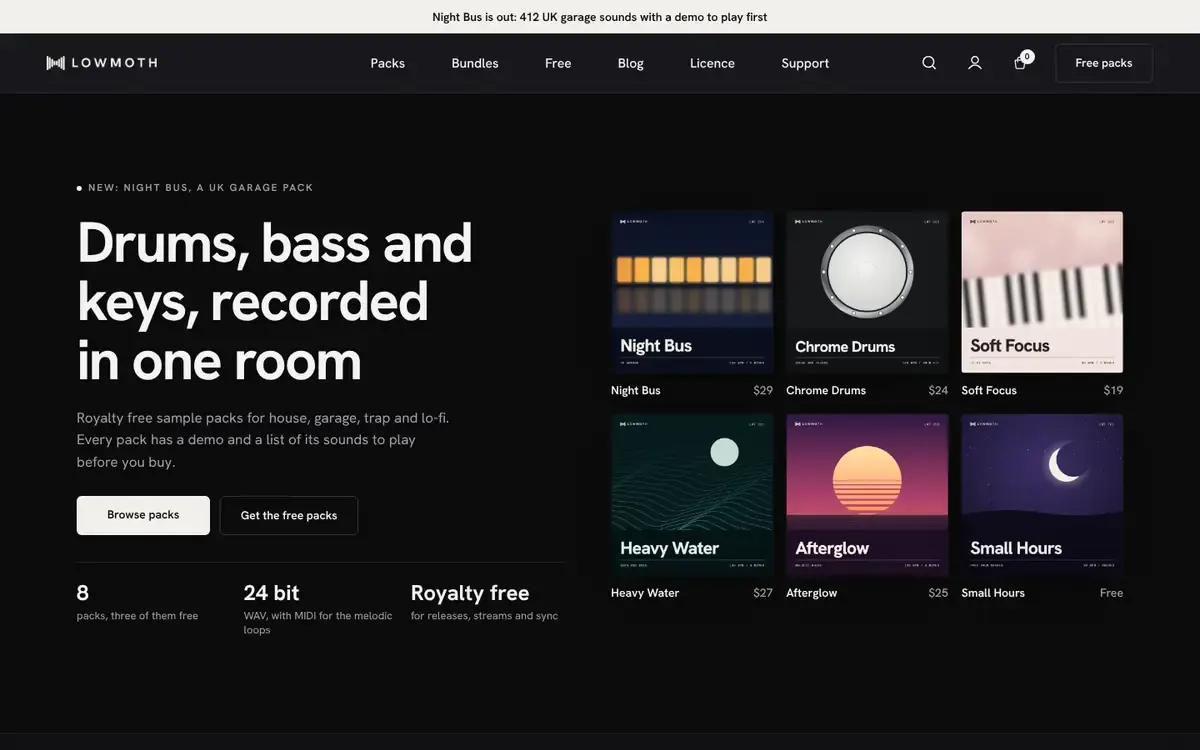 Night Bus is out: 412 UK garage sounds with a demo to play first
LOWMOTH
Packs
Bundles
Free
Blog
Licence
Support
0
Free packs
NEW: NIGHT BUS, A UK GARAGE PACK
Drums, bass and
keys, recorded
in one room
Royalty free sample packs for house, garage, trap and lo-fi.
Every pack has a demo and a list of its sounds to play
before you buy.
Browse packs
Get the free packs
8
packs, three of them free
24 bit
WAV, with MIDI for the melodic
loops
Royalty free
for releases, streams and sync
LOWMOTH
Night Bus
Night Bus
$29
LOWMOTH
Chrome Drums
Chrome Drums
$24
LOWMOTH
Soft Focus
Soft Focus
$19
LOWMOTH
Heavy Water
Heavy Water
$27
LOWMOTH
Afterglow
Afterglow
$25
LOWMOTH
Small Hours
Small Hours
Free